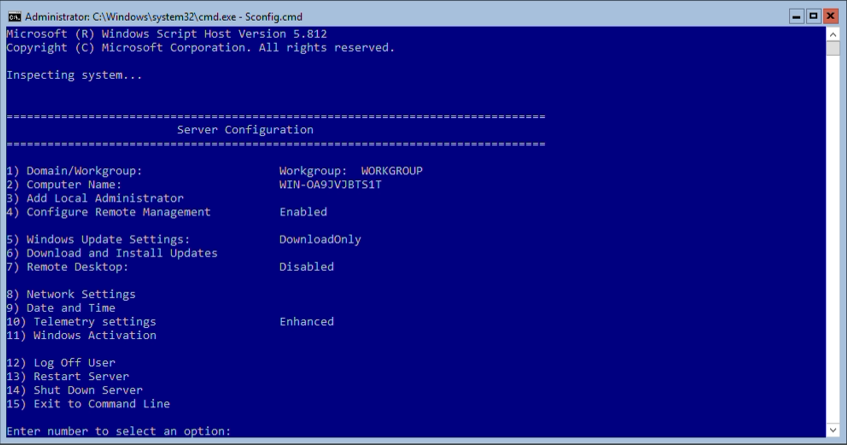 Administrator: C:\Windows\system32\cmd.exe - Sconfig.cmd
Microsoft (R) Windows Script Host Version 5.812
Copyright (C) Microsoft Corporation. All rights reserved.
Inspecting system...
===============================================================================
Server Configuration
===============================================================================
1) Domain/Workgroup: Workgroup: WORKGROUP
2) Computer Name: WIN-OA9JVJBTS1T
3) Add Local Administrator
4) Configure Remote Management Enabled
5) Windows Update Settings: DownloadOnly
6) Download and Install Updates
7) Remote Desktop: Disabled
8) Network Settings
9) Date and Time
10) Telemetry settings Enhanced
11) Windows Activation
12) Log Off User
13) Restart Server
14) Shut Down Server
15) Exit to Command Line
Enter number to select an option: